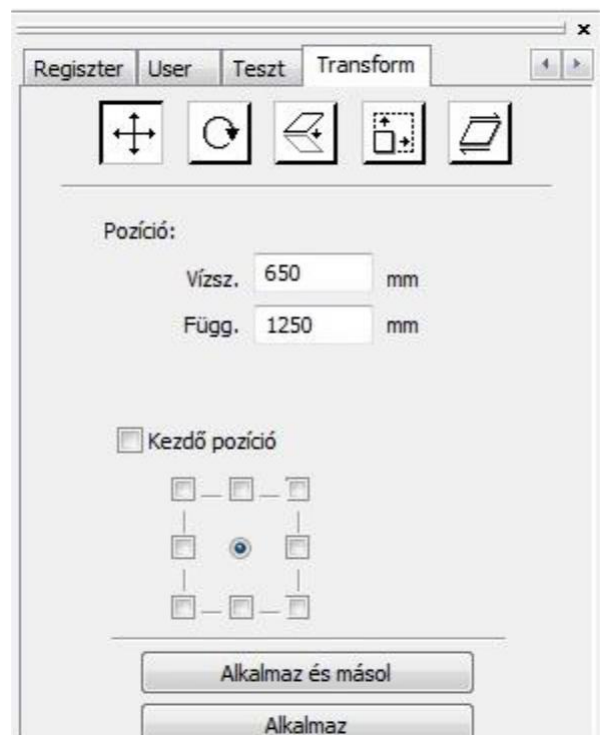 x
Regiszter User Teszt Transform
Pozíció:
Vízsz. 650 mm
Függ. 1250 mm
Kezdő pozíció
Alkalmaz és másol
Alkalmaz